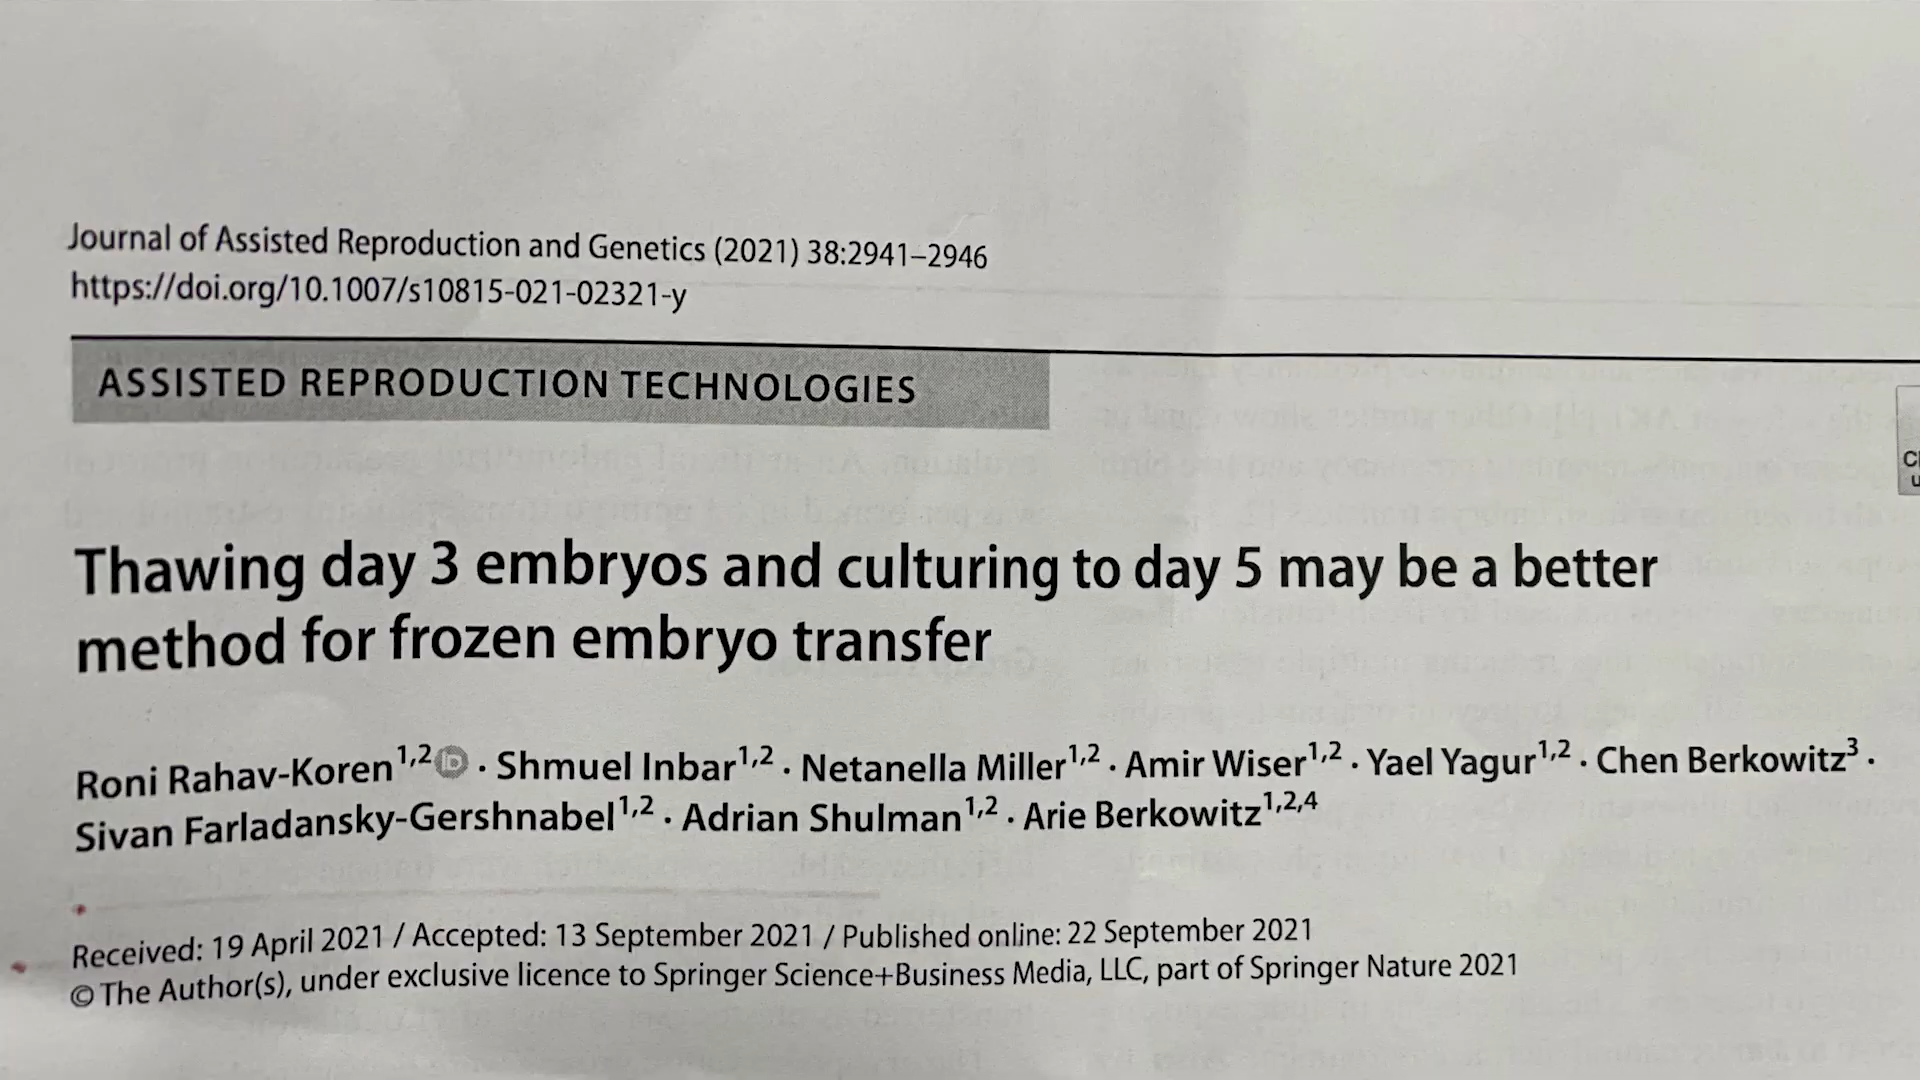 Journal of Assisted Reproduction and Genetics (2021) 38:2941–2946
https://doi.org/10.1007/s10815-021-02321-y
ASSISTED REPRODUCTION TECHNOLOGIES
Thawing day 3 embryos and culturing to day 5 may be a better
method for frozen embryo transfer
Roni Rahav-Koren1,2 iD · Shmuel Inbar1,2 · Netanella Miller1,2 · Amir Wiser1,2 · Yael Yagur1,2 · Chen Berkowitz3 ·
Sivan Farladansky-Gershnabel1,2 · Adrian Shulman1,2 · Arie Berkowitz1,2,4
Received: 19 April 2021 / Accepted: 13 September 2021 / Published online: 22 September 2021
© The Author(s), under exclusive licence to Springer Science+Business Media, LLC, part of Springer Nature 2021